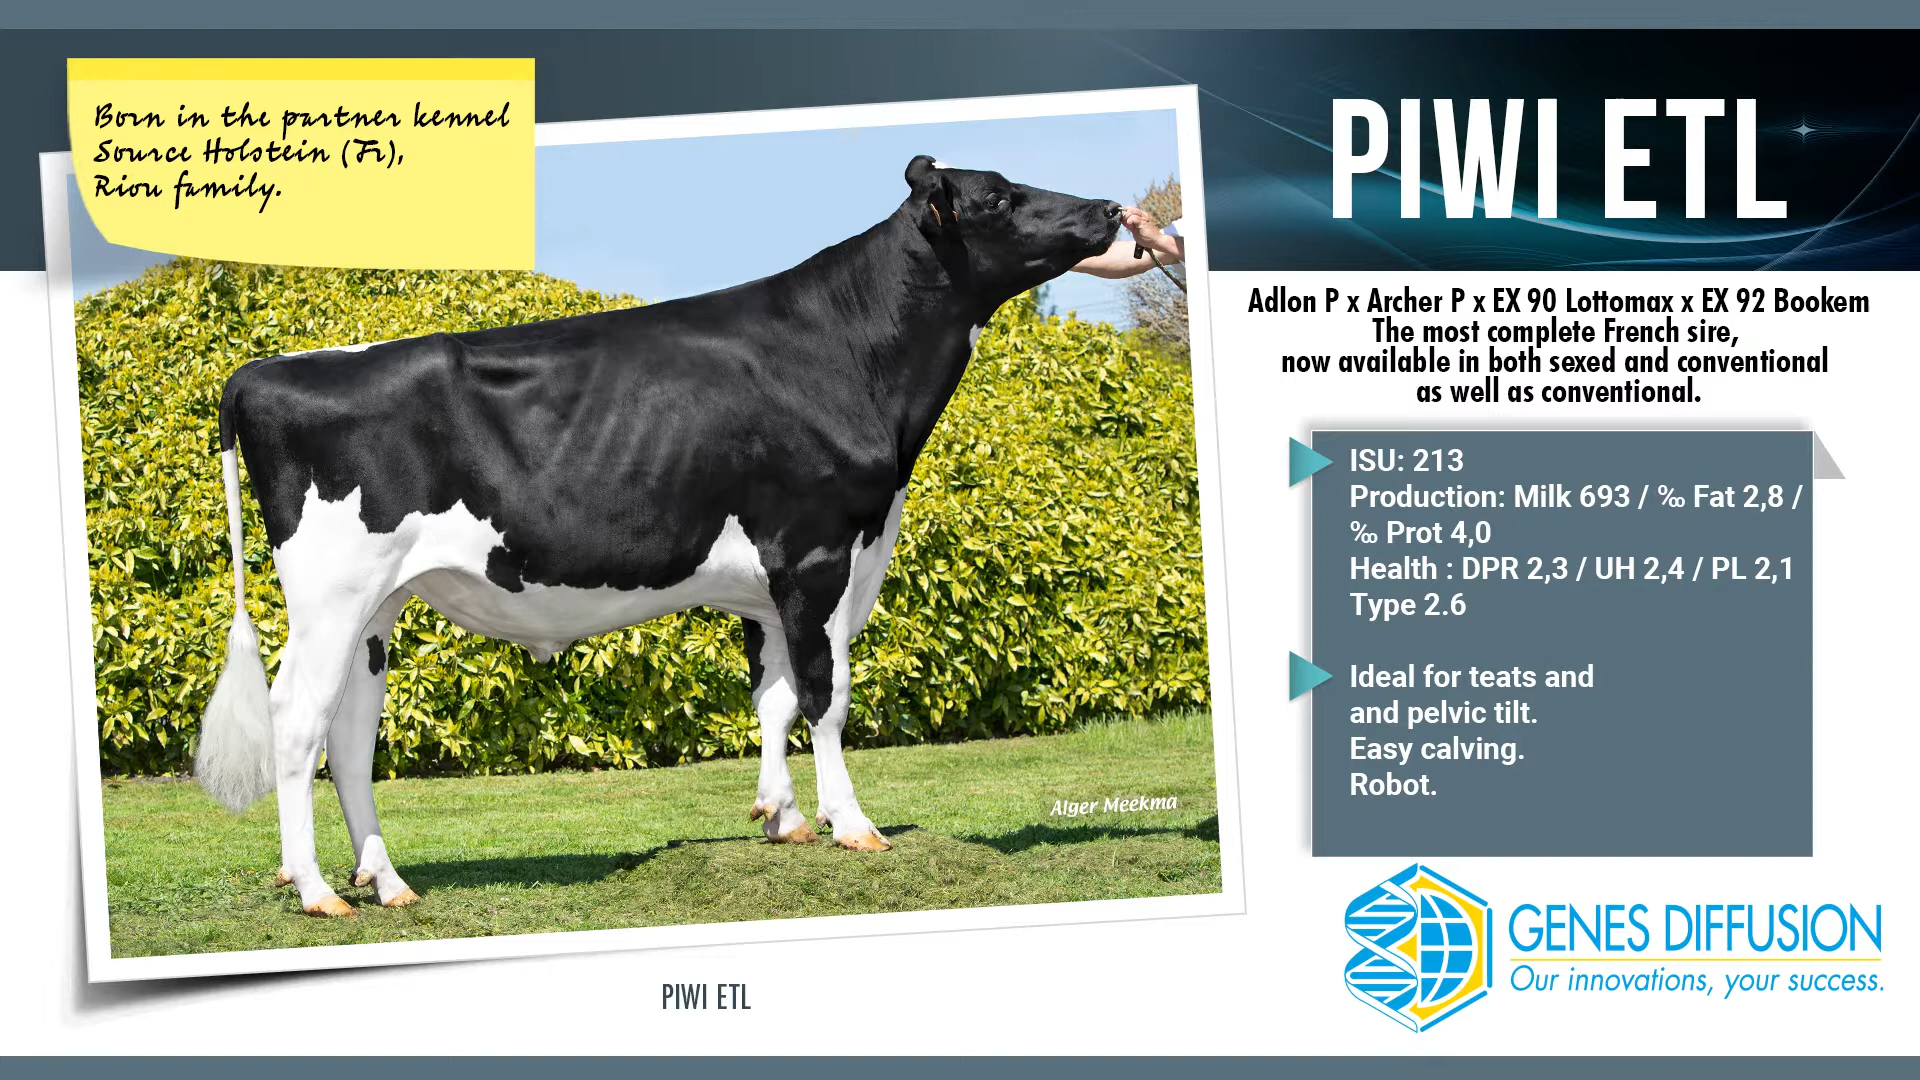 Born in the partner kennel
Source Holstein (Fr),
Riou family.
PIWI ETL
Adlon P x Archer P x EX 90 Lottomax x EX 92 Bookem
The most complete French sire,
now available in both sexed and conventional
as well as conventional.
ISU: 213
Production: Milk 693 / ‰ Fat 2,8 /
‰ Prot 4,0
Health : DPR 2,3 / UH 2,4 / PL 2,1
Type 2.6
Ideal for teats and
and pelvic tilt.
Easy calving.
Robot.
Alger Meekma
PIWI ETL
GENES DIFFUSION
Our innovations, your success.